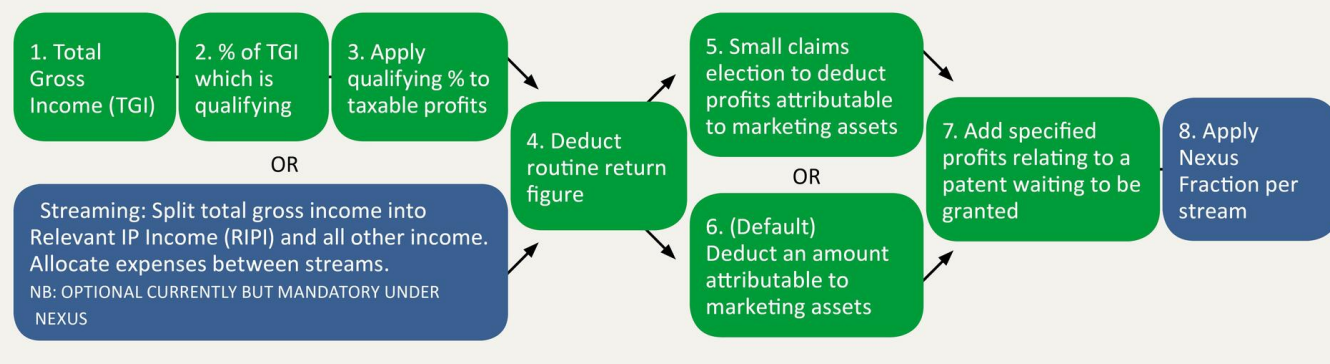 1. Total
Gross
Income (TGI)
2. % of TGI
which is
qualifying
3. Apply
qualifying % to
taxable profits
OR
Streaming: Split total gross income into
Relevant IP Income (RIPI) and all other income.
Allocate expenses between streams.
NB: OPTIONAL CURRENTLY BUT MANDATORY UNDER
NEXUS
4. Deduct
routine return
figure
5. Small claims
election to deduct
profits attributable
to marketing assets
OR
6. (Default)
Deduct an amount
attributable to
marketing assets
7. Add specified
profits relating to a
patent waiting to be
granted
8. Apply
Nexus
Fraction per
stream